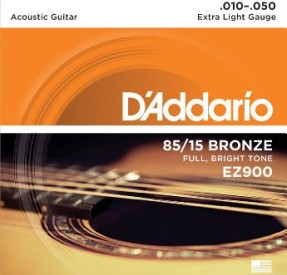 Acoustic Guitar
.010-.050
Extra Light Gauge
D'Addario
85/15 BRONZE
FULL, BRIGHT TONE
EZ900